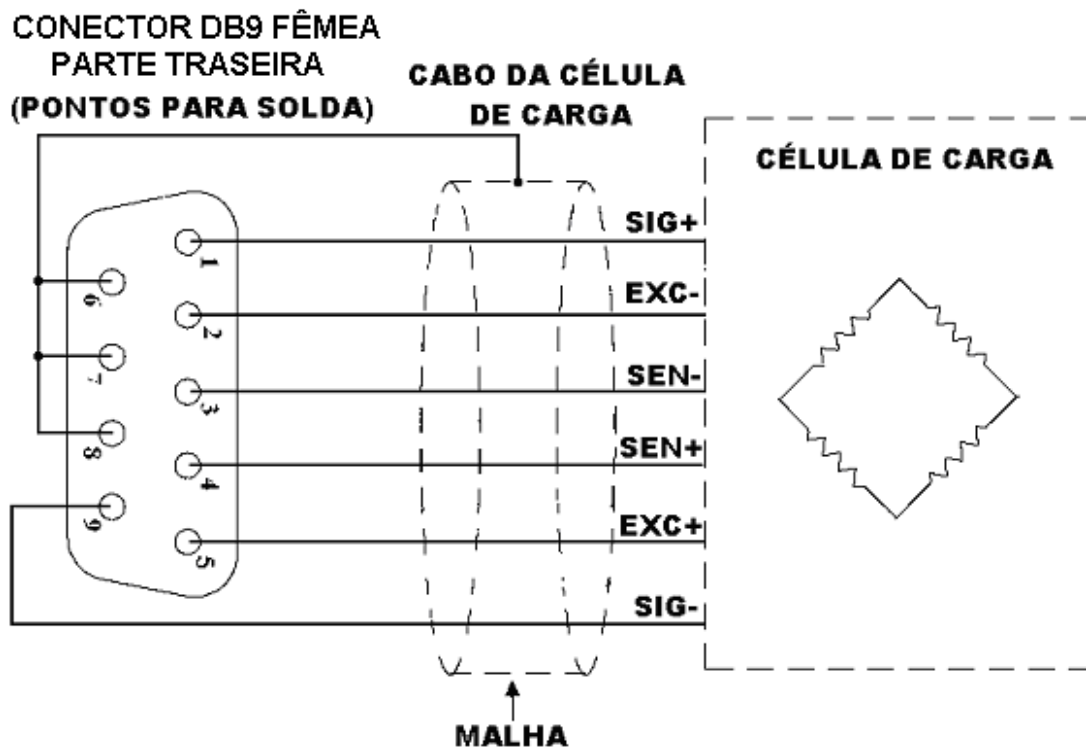 CONECTOR DB9 FÊMEA
PARTE TRASEIRA
(PONTOS PARA SOLDA)
CABO DA CÉLULA
DE CARGA
CÉLULA DE CARGA
SIG+
1
6
EXC-
2
7
SEN-
3
8
SEN+
4
9
EXC+
5
SIG-
MALHA